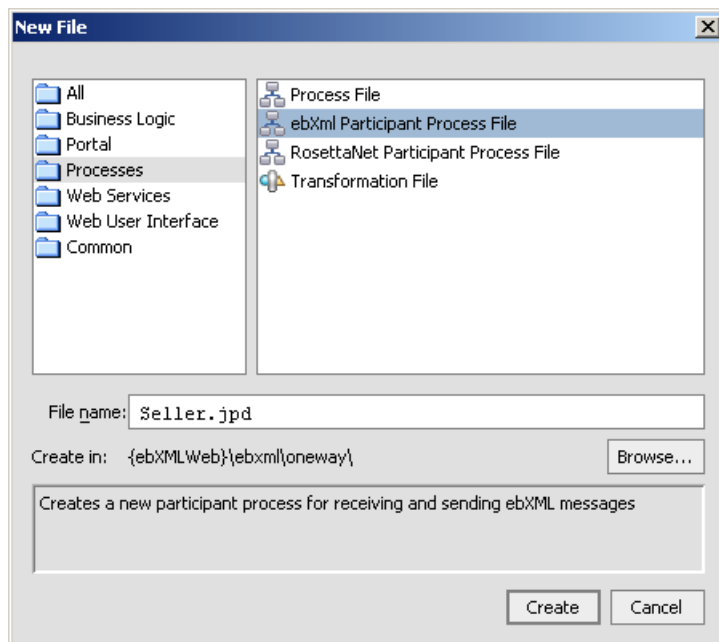 New File
All
Business Logic
Portal
Processes
Web Services
Web User Interface
Common
Process File
ebXml Participant Process File
RosettaNet Participant Process File
Transformation File
File name: Seller.jpd
Create in: {ebXMLWeb}\ebxml\oneway\ Browse...
Creates a new participant process for receiving and sending ebXML messages
Create Cancel